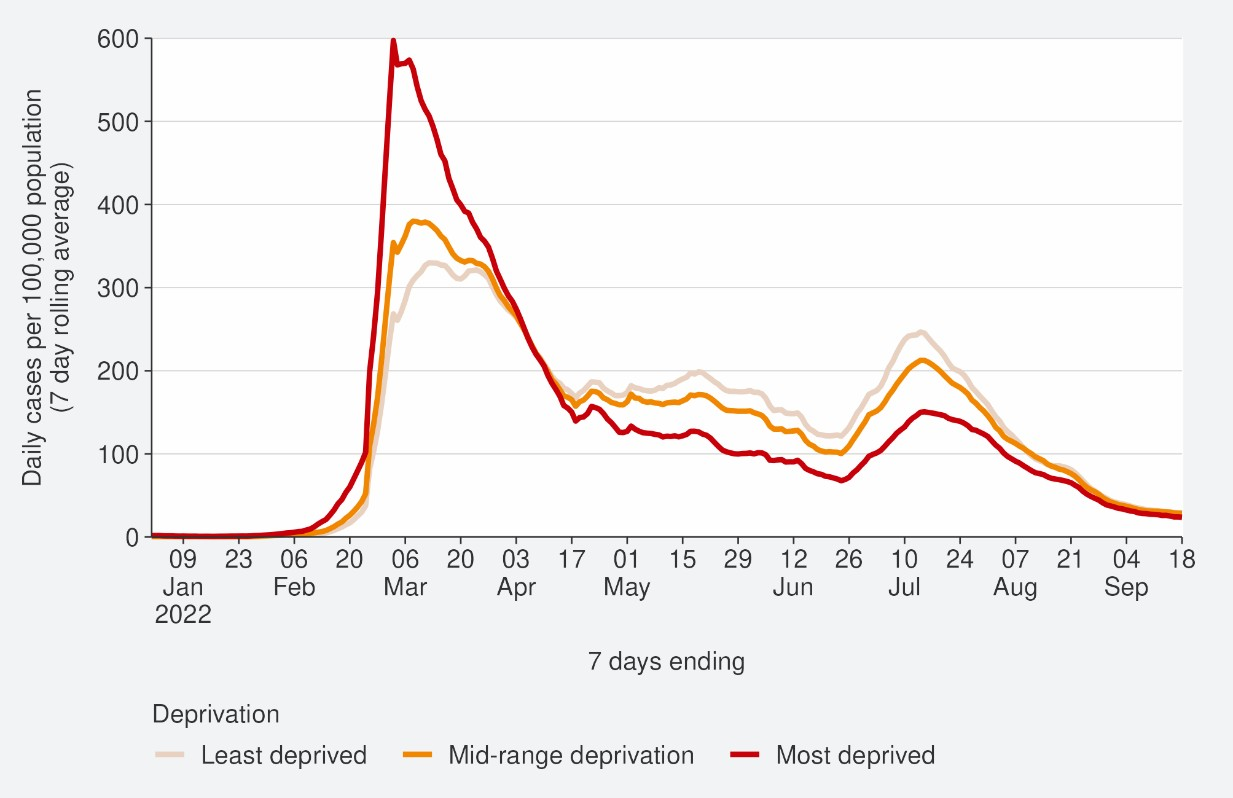 Daily cases per 100,000 population
(7 day rolling average)
600
500
400
300
200
100
0
09 23 06 20 06 20 03 17 01 15 29 12 26 10 24 07 21 04 18
Jan Feb Mar Apr May Jun Jul Aug Sep
2022
7 days ending
Deprivation
Least deprived Mid-range deprivation Most deprived